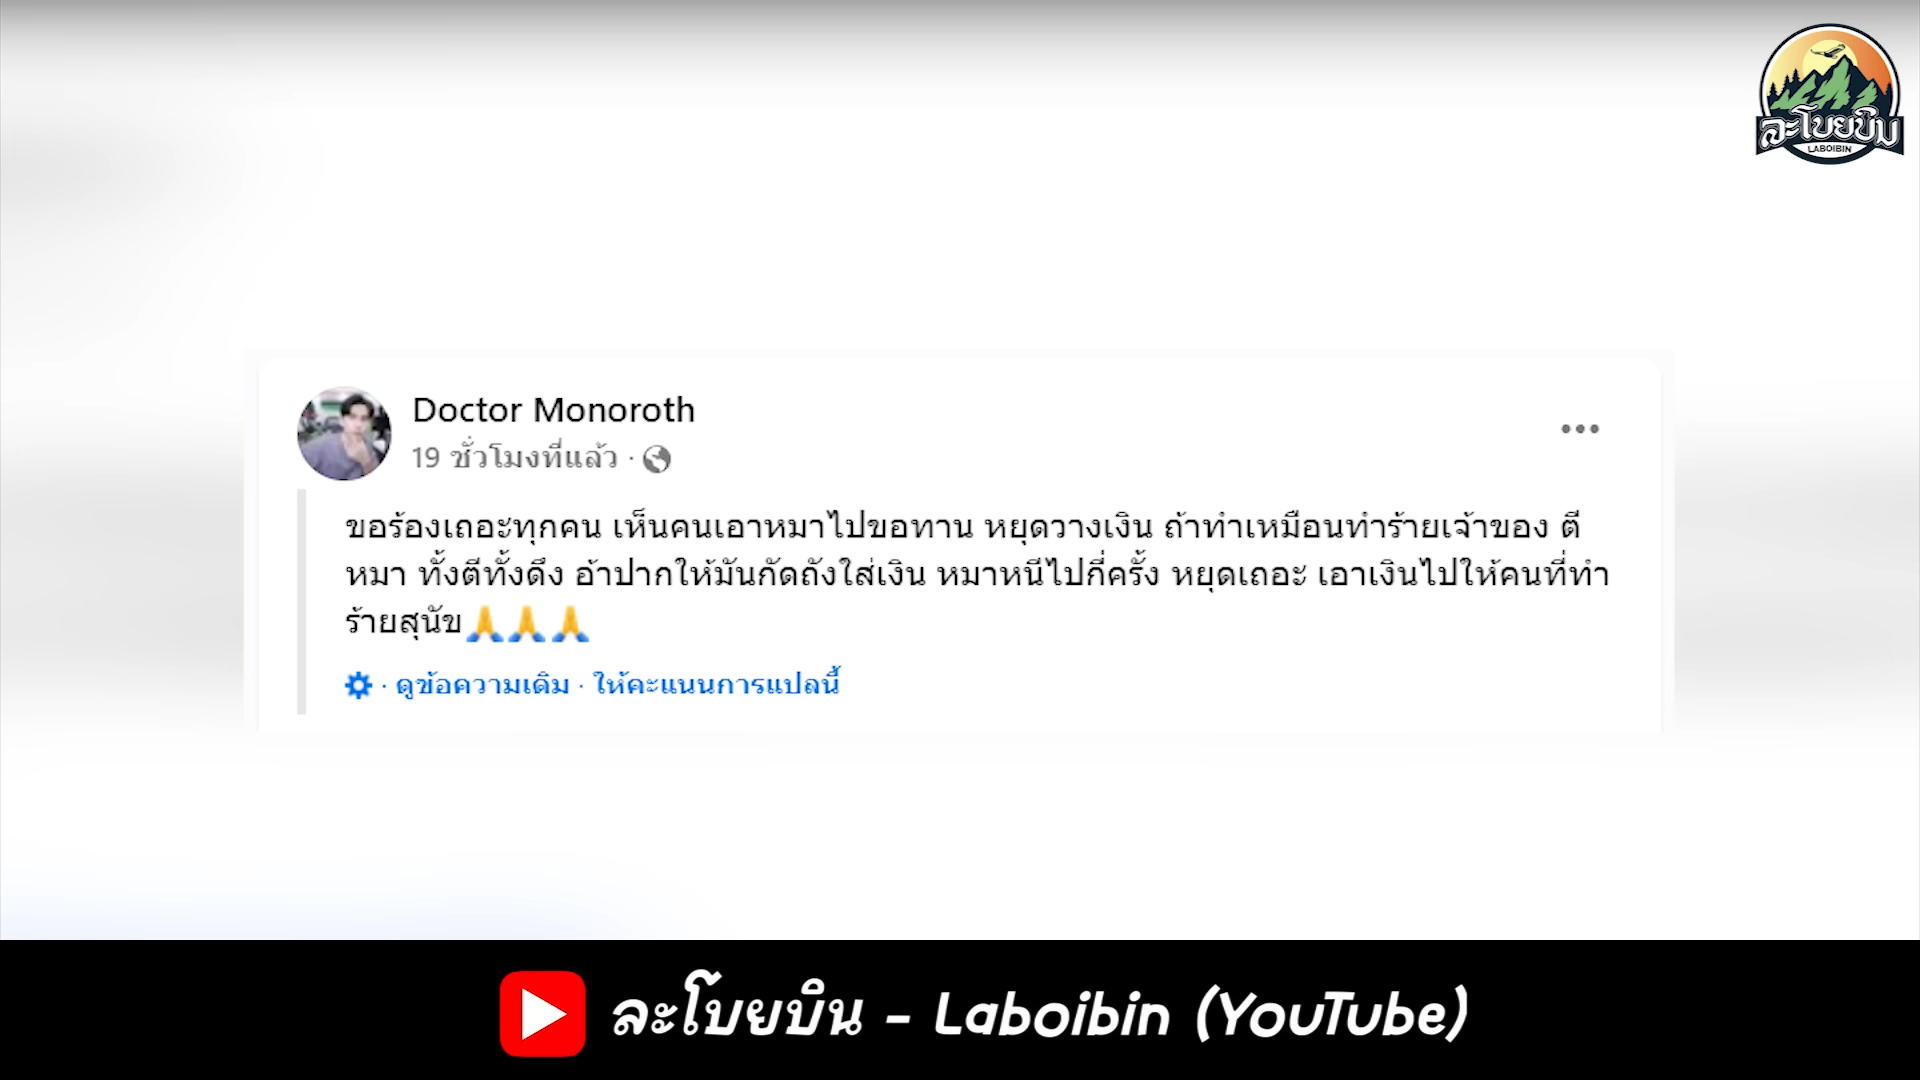 ละโบยบิน
LABOIBIN
Doctor Monoroth
19 ชั่วโมงที่แล้ว ·
ขอร้องเถอะทุกคน เห็นคนเอาหมาไปขอทาน หยุดวางเงิน ถ้าทำเหมือนทำร้ายเจ้าของ ตี
หมา ทั้งตีทั้งดึง อ้าปากให้มันกัดถังใส่เงิน หมาหนีไปกี่ครั้ง หยุดเถอะ เอาเงินไปให้คนที่ทำ
ร้ายสุนัข🙏🙏🙏
· ดูข้อความเดิม · ให้คะแนนการแปลนี้
ละโบยบิน - Laboibin (YouTube)